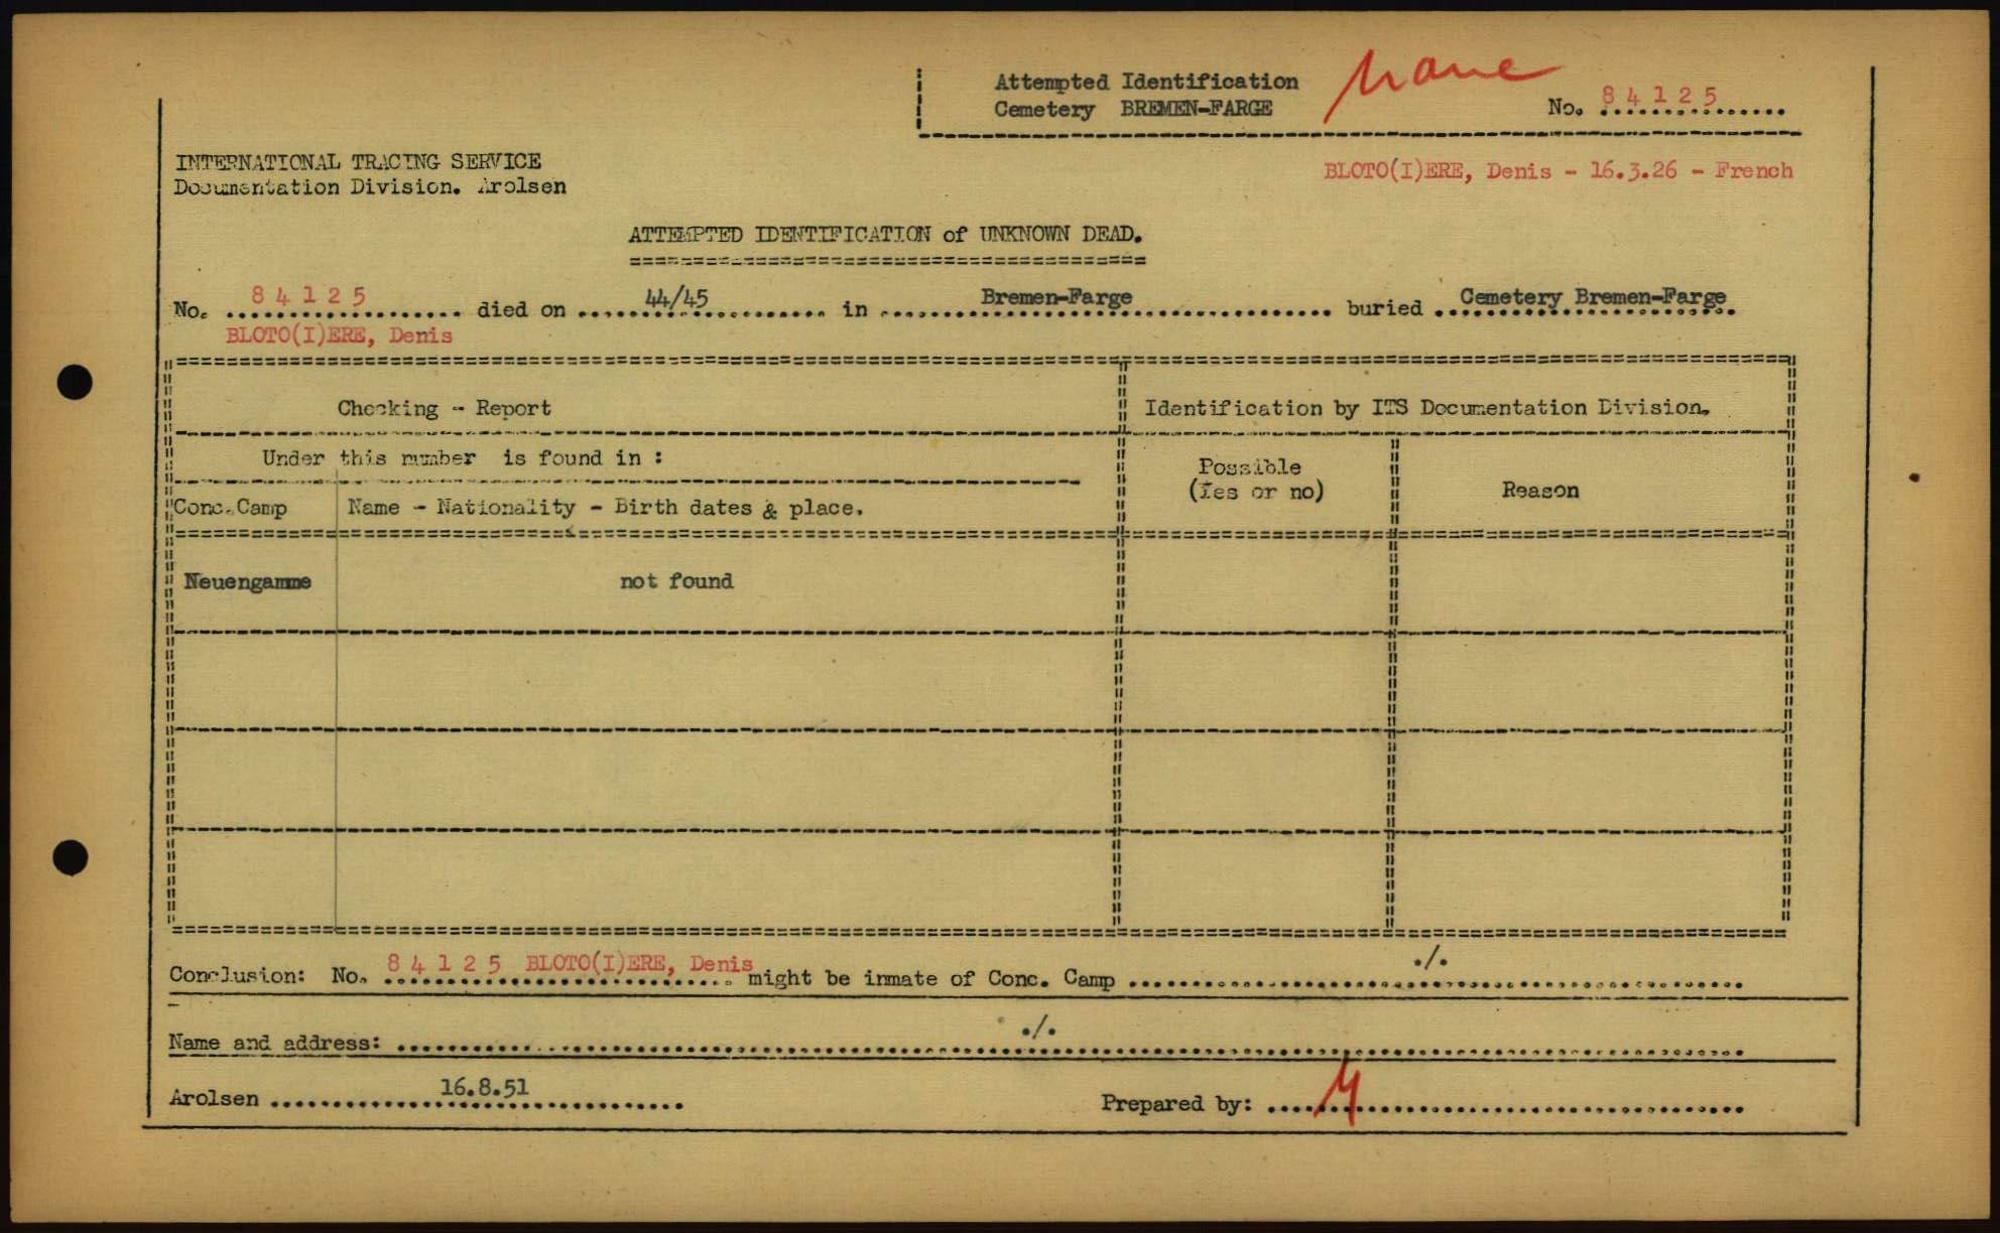 Attempted Identification
Cemetery BREMEN-FARGE
No. 84125
INTERNATIONAL TRACING SERVICE
Documentation Division. Arolsen
BLOTO(I)ERE, Denis - 16.3.26 - French
ATTEMPTED IDENTIFICATION of UNKNOWN DEAD.
No. 84125 died on 44/45 in Bremen-Farge buried Cemetery Bremen-Farge
BLOTO(I)ERE, Denis
Checking - Report
Identification by ITS Documentation Division.
Under this number is found in :
Possible
(Yes or no)
Reason
Conc.Camp
Name - Nationality - Birth dates & place.
Neuengamme
not found
Conclusion: No. 84125 BLOTO(I)ERE, Denis might be inmate of Conc. Camp ./.
Name and address: ./.
Arolsen 16.8.51
Prepared by: